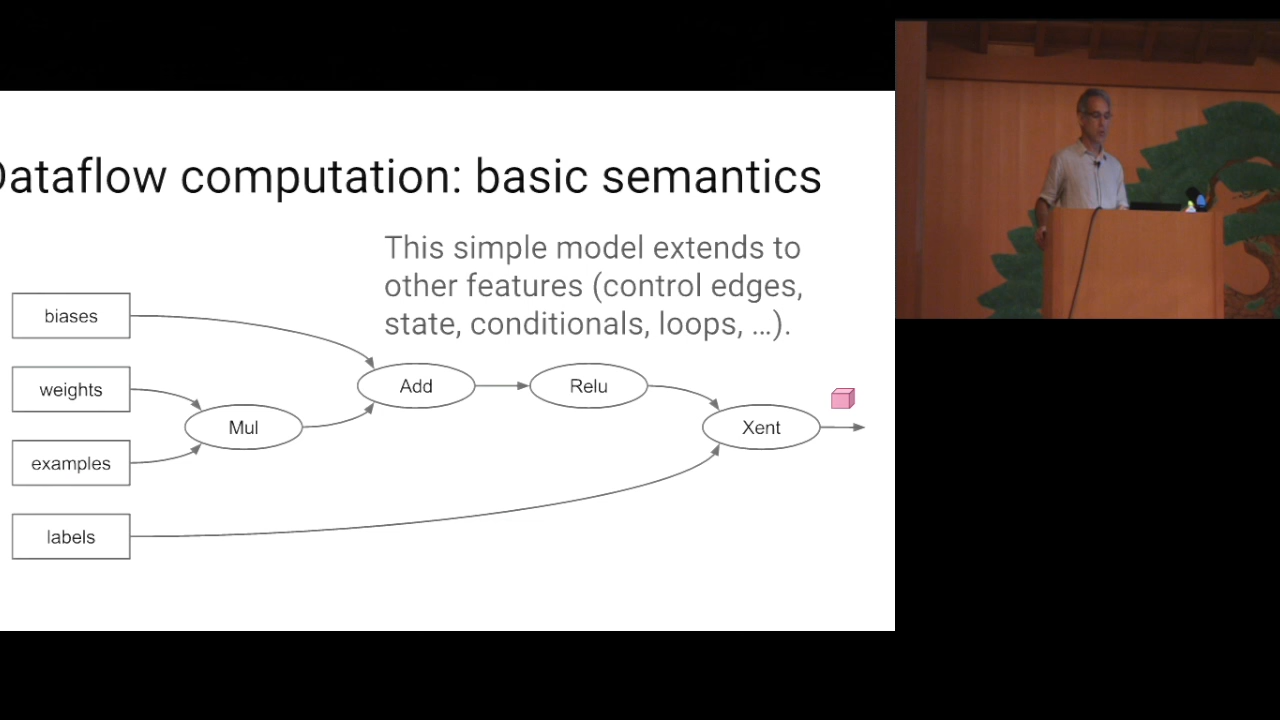 Dataflow computation: basic semantics
This simple model extends to
other features (control edges,
state, conditionals, loops, ...).
biases
weights
examples
labels
Mul
Add
Relu
Xent